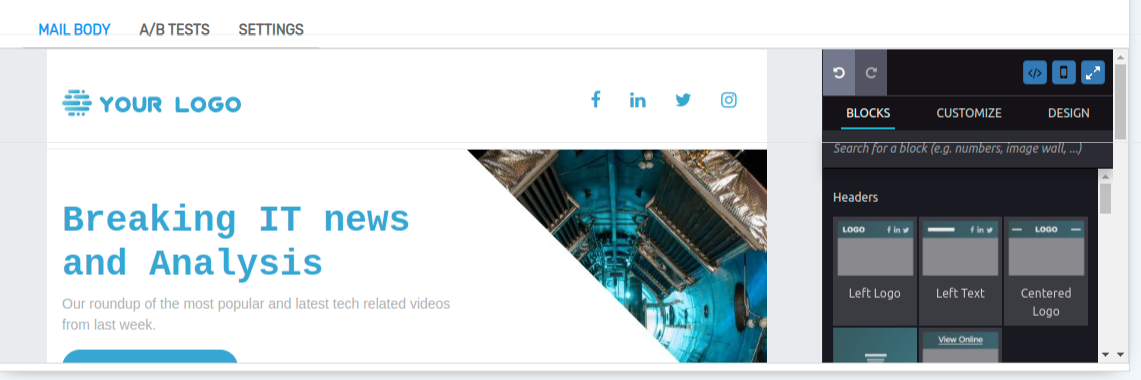 MAIL BODY A/B TESTS SETTINGS
YOUR LOGO
BLOCKS CUSTOMIZE DESIGN
Search for a block (e.g. numbers, image wall, ...)
Breaking IT news
and Analysis
Our roundup of the most popular and latest tech related videos
from last week.
Headers
LOGO LOGO
Left Logo Left Text Centered
Logo
View Online